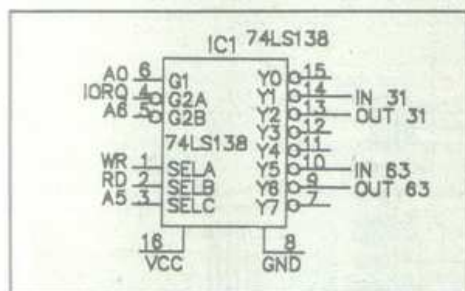 IC1 74LS138
A0 6 G1 Y0 15
IORQ 4 G2A Y1 14 IN 31
A6 5 G2B Y2 13 OUT 31
Y3 12
74LS138 Y4 11
WR 1 SELA Y5 10 IN 63
RD 2 SELB Y6 9 OUT 63
A5 3 SELC Y7 7
16 8
VCC GND